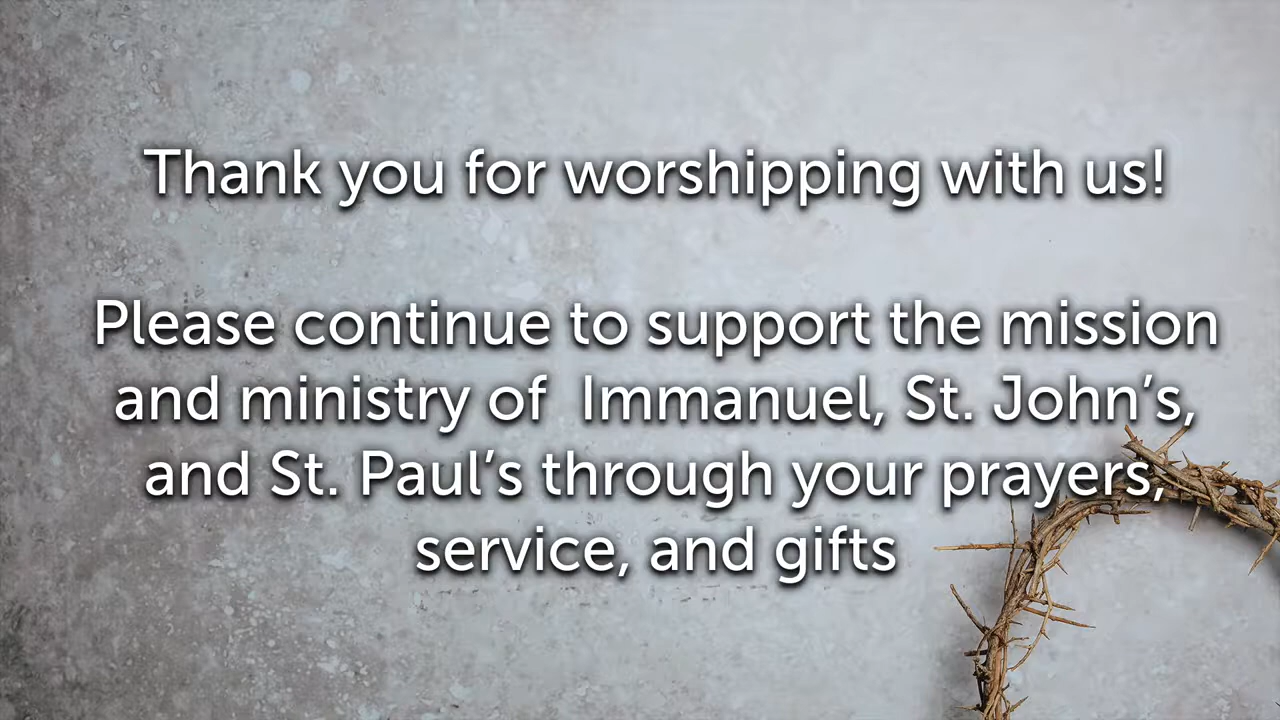 Thank you for worshipping with us!
Please continue to support the mission
and ministry of  Immanuel, St. John’s,
and St. Paul’s through your prayers,
service, and gifts